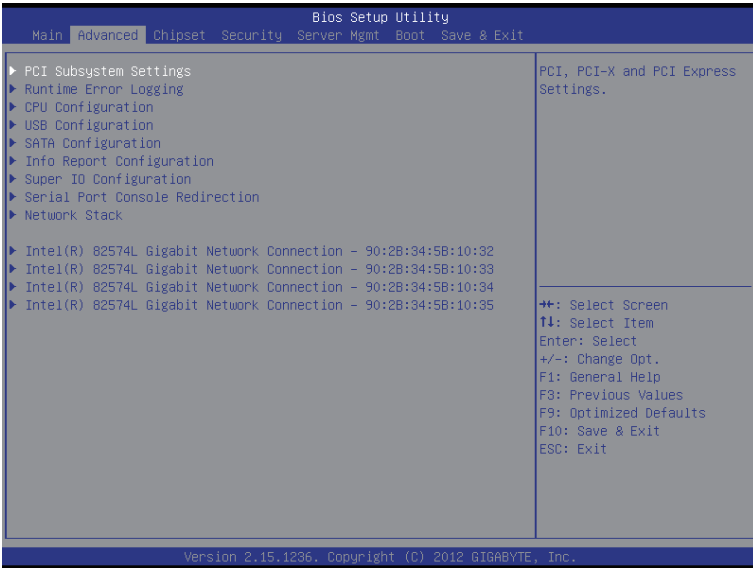 Bios Setup Utility
Main Advanced Chipset Security Server Mgmt Boot Save & Exit
PCI Subsystem Settings
Runtime Error Logging
CPU Configuration
USB Configuration
SATA Configuration
Info Report Configuration
Super IO Configuration
Serial Port Console Redirection
Network Stack
Intel(R) 82574L Gigabit Network Connection - 90:2B:34:5B:10:32
Intel(R) 82574L Gigabit Network Connection - 90:2B:34:5B:10:33
Intel(R) 82574L Gigabit Network Connection - 90:2B:34:5B:10:34
Intel(R) 82574L Gigabit Network Connection - 90:2B:34:5B:10:35
PCI, PCI-X and PCI Express
Settings.
→←: Select Screen
↑↓: Select Item
Enter: Select
+/-: Change Opt.
F1: General Help
F3: Previous Values
F9: Optimized Defaults
F10: Save & Exit
ESC: Exit
Version 2.15.1236. Copyright (C) 2012 GIGABYTE, Inc.